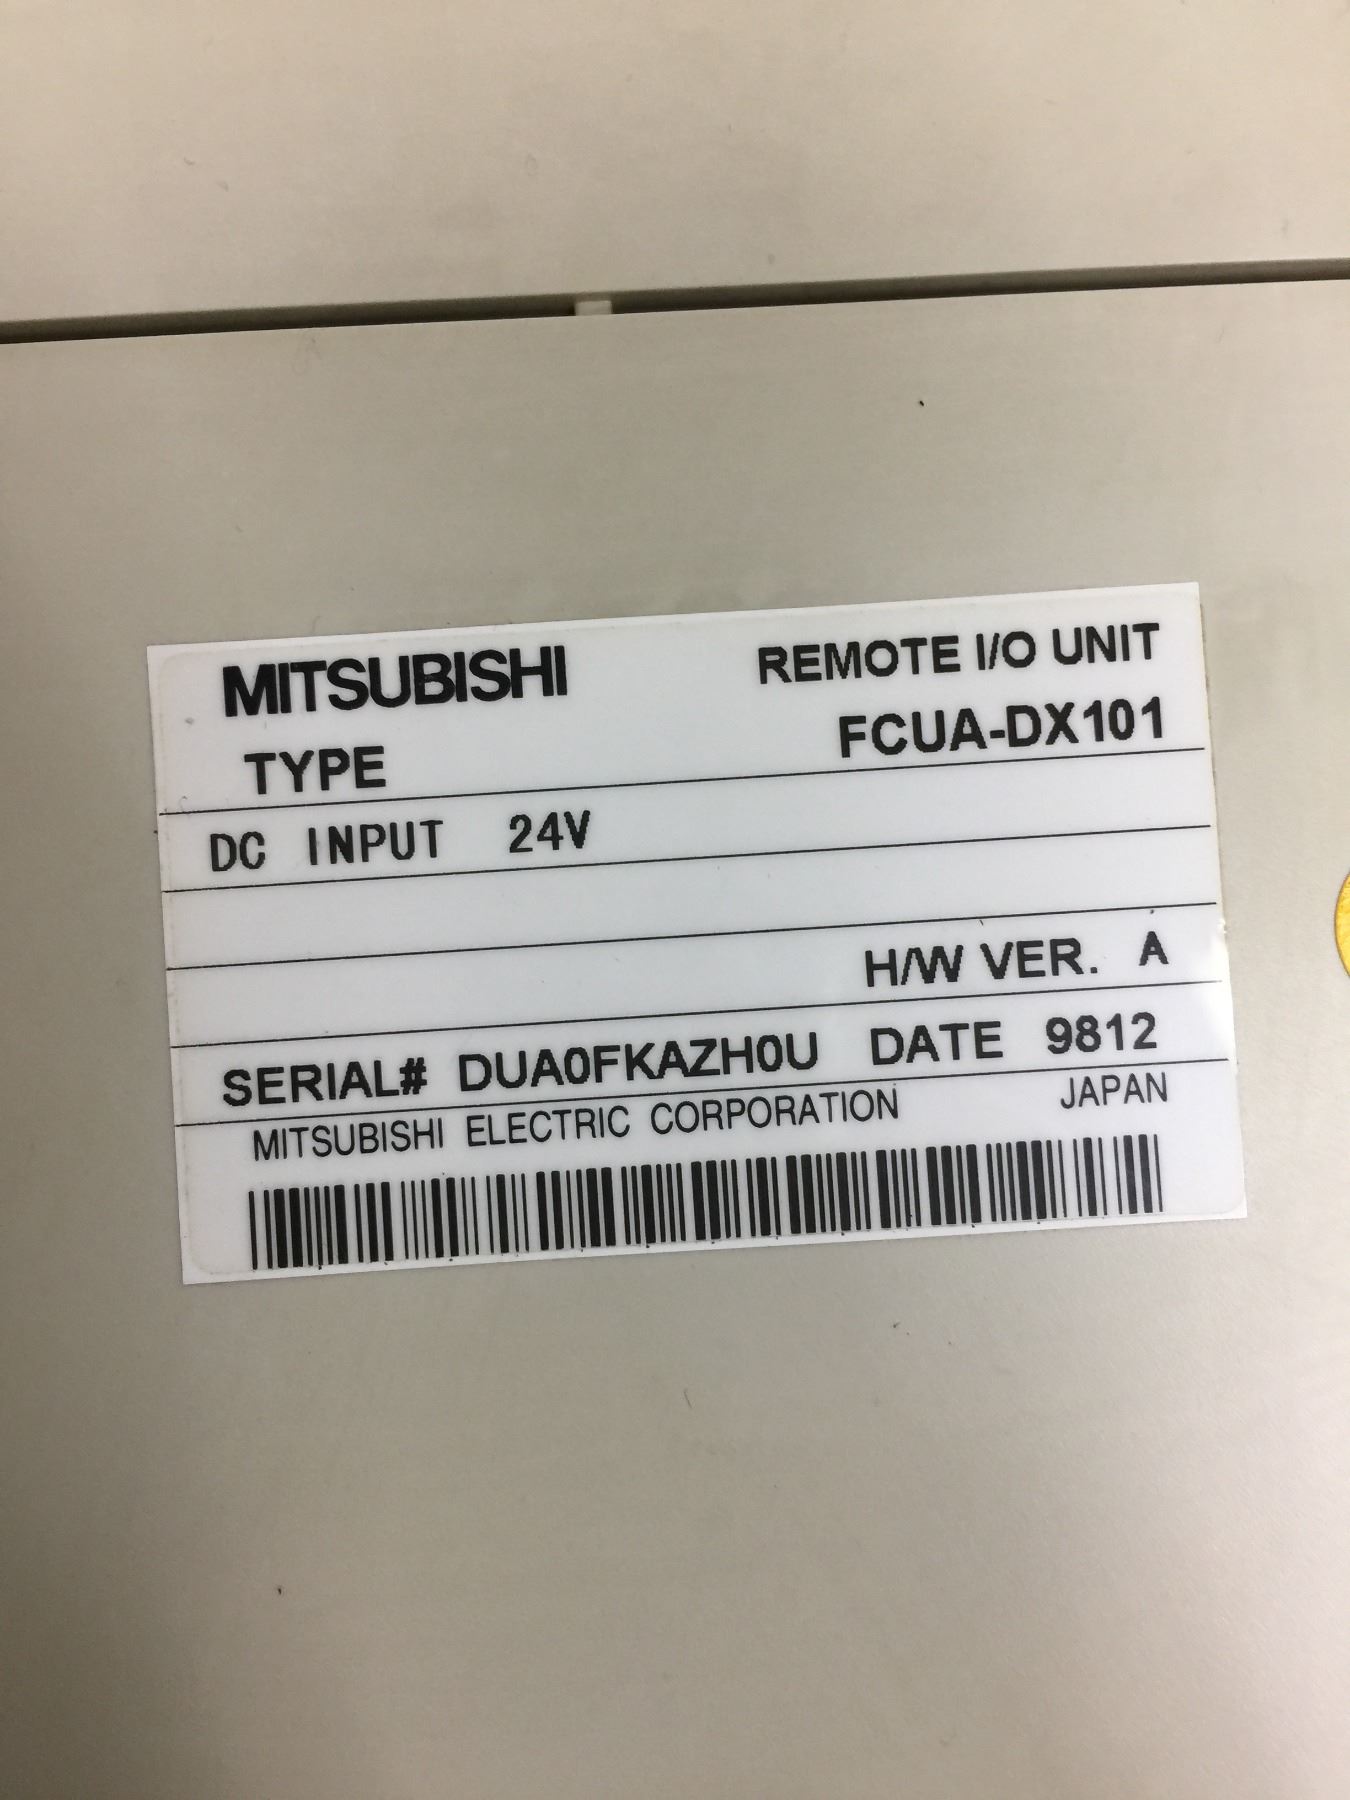 MITSUBISHI REMOTE I/O UNIT
TYPE FCUA-DX101
DC INPUT 24V
H/W VER. A
SERIAL# DUA0FKAZH0U DATE 9812
MITSUBISHI ELECTRIC CORPORATION JAPAN